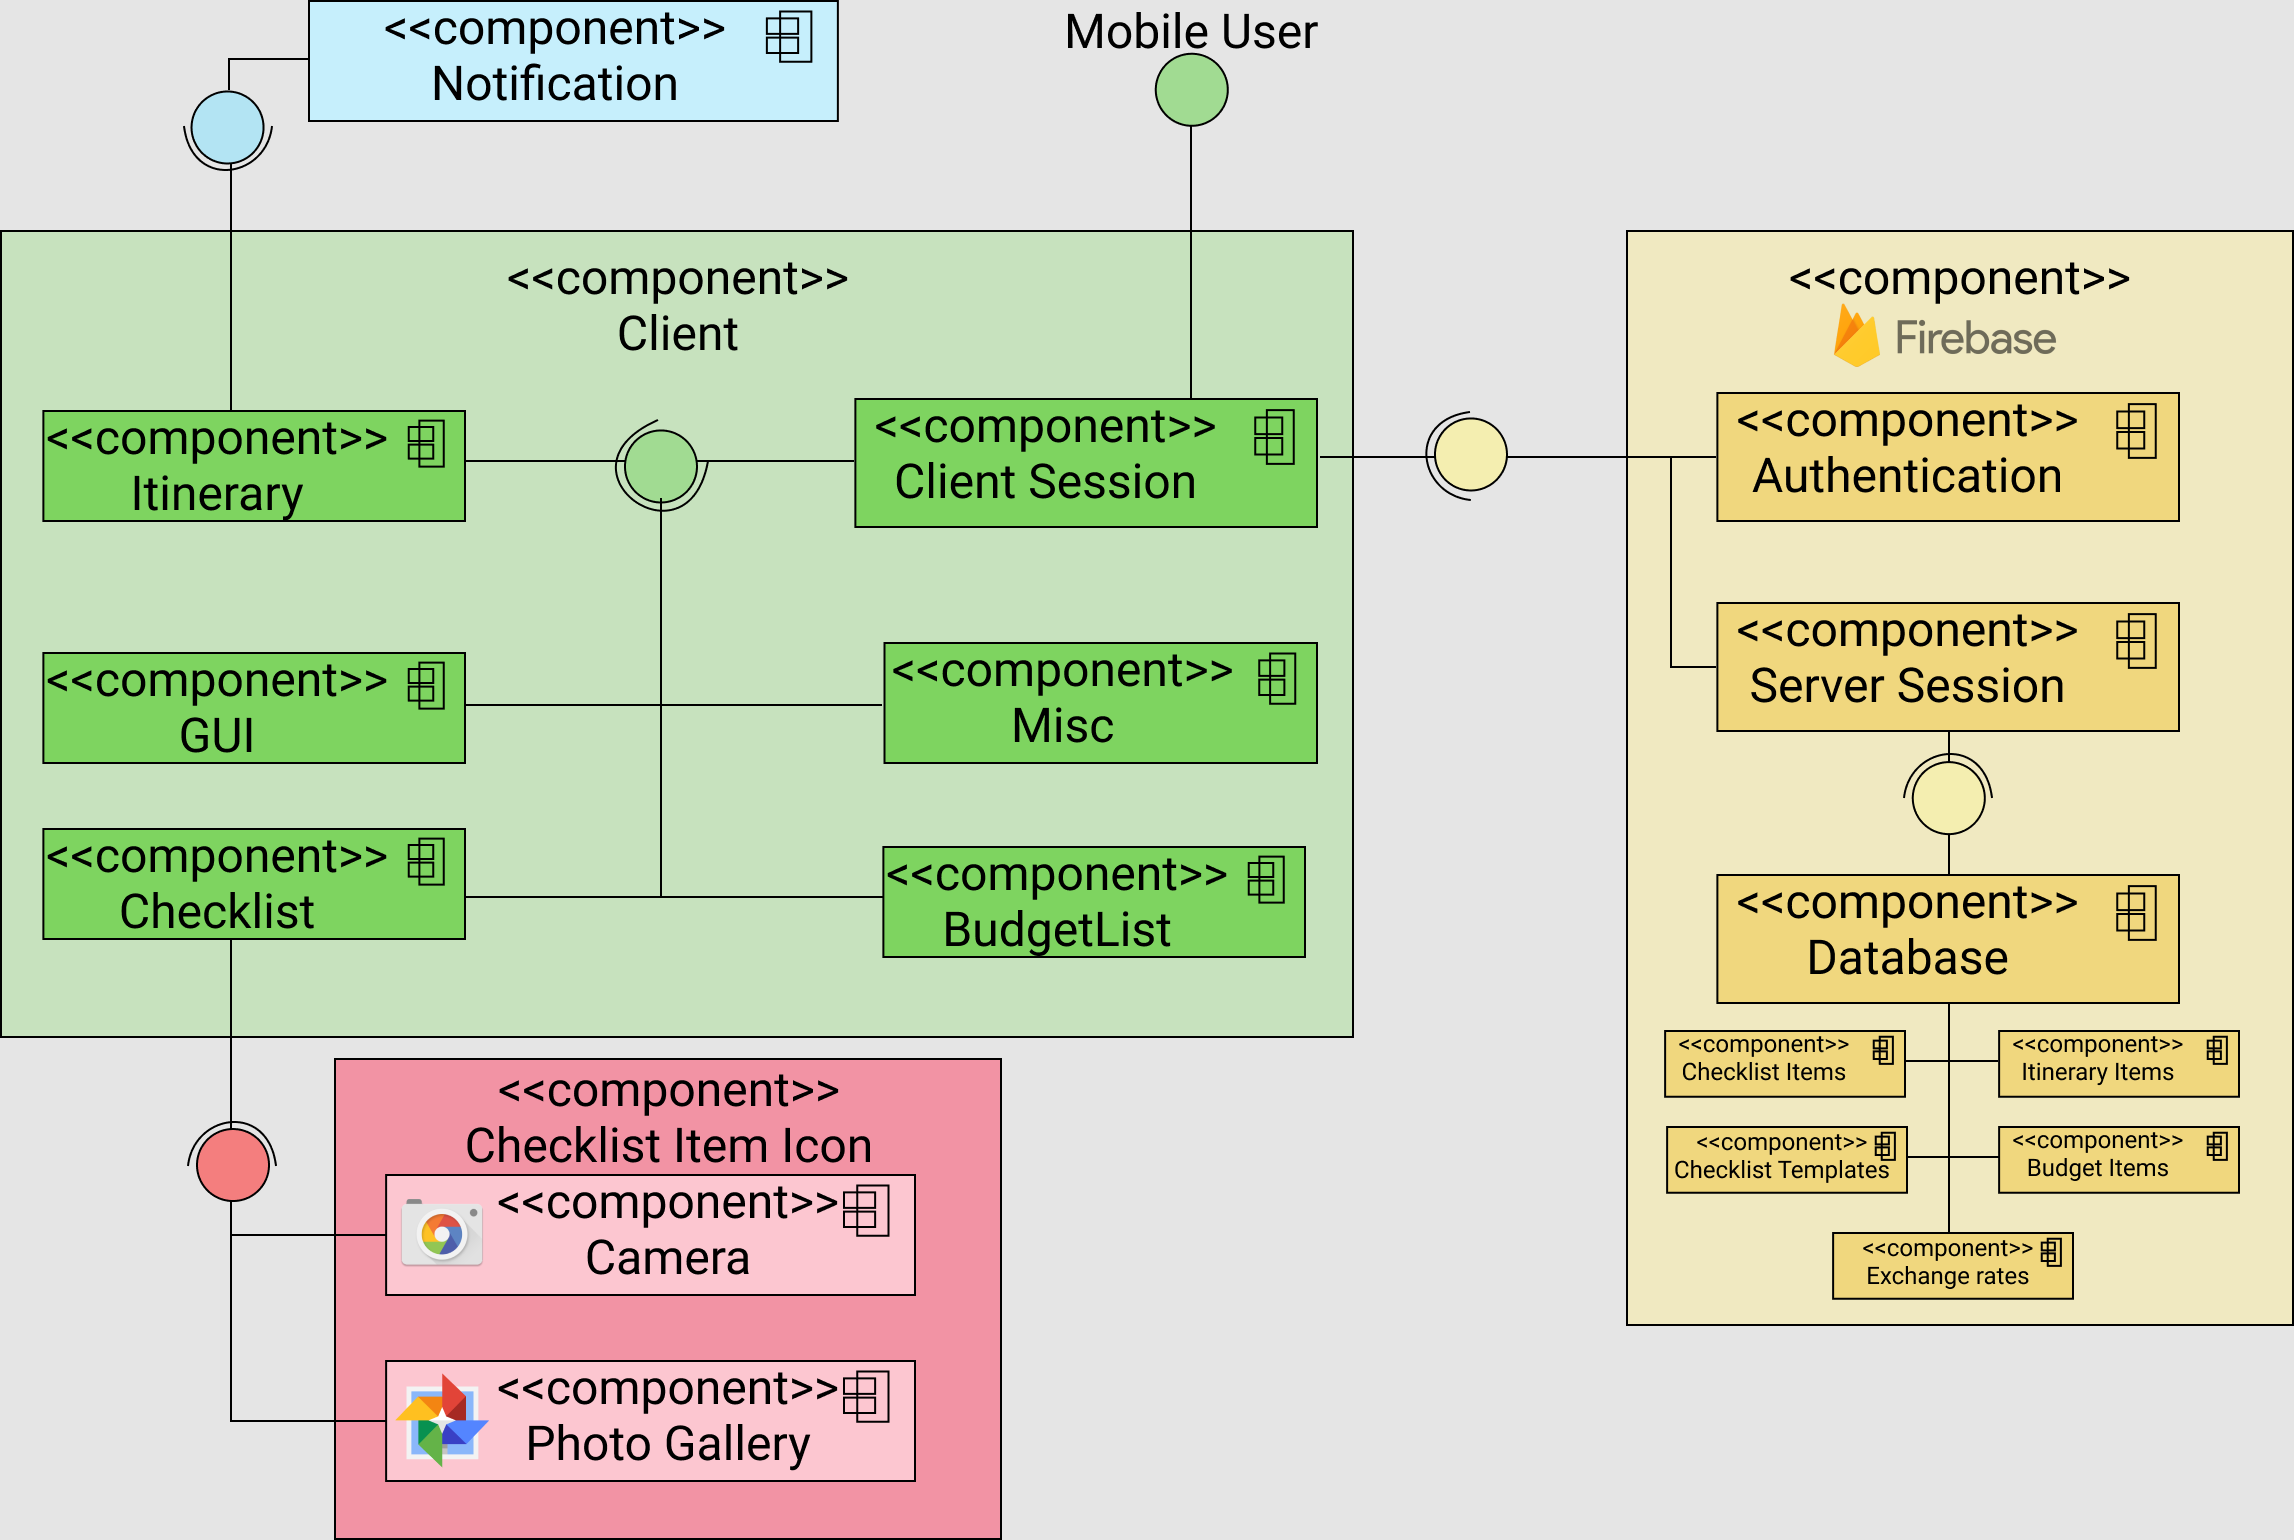 <<component>>
Notification
Mobile User
<<component>>
Client
<<component>>
Itinerary
<<component>>
Client Session
<<component>>
GUI
<<component>>
Misc
<<component>>
Checklist
<<component>>
BudgetList
<<component>>
Firebase
<<component>>
Authentication
<<component>>
Server Session
<<component>>
Database
<<component>>
Checklist Items
<<component>>
Itinerary Items
<<component>>
Checklist Templates
<<component>>
Budget Items
<<component>>
Exchange rates
<<component>>
Checklist Item Icon
<<component>>
Camera
<<component>>
Photo Gallery